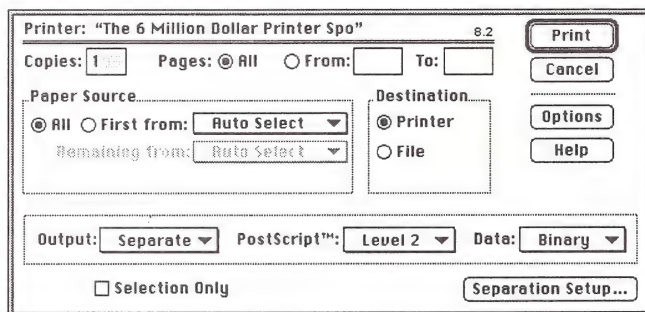 Printer: “The 6 Million Dollar Printer Spo” 8.2 Print
Copies: 1 Pages: All From: To: Cancel
Paper Source Destination
All First from: Auto Select Printer Options
Remaining from: Auto Select File Help
Output: Separate PostScript™: Level 2 Data: Binary
Selection Only Separation Setup...